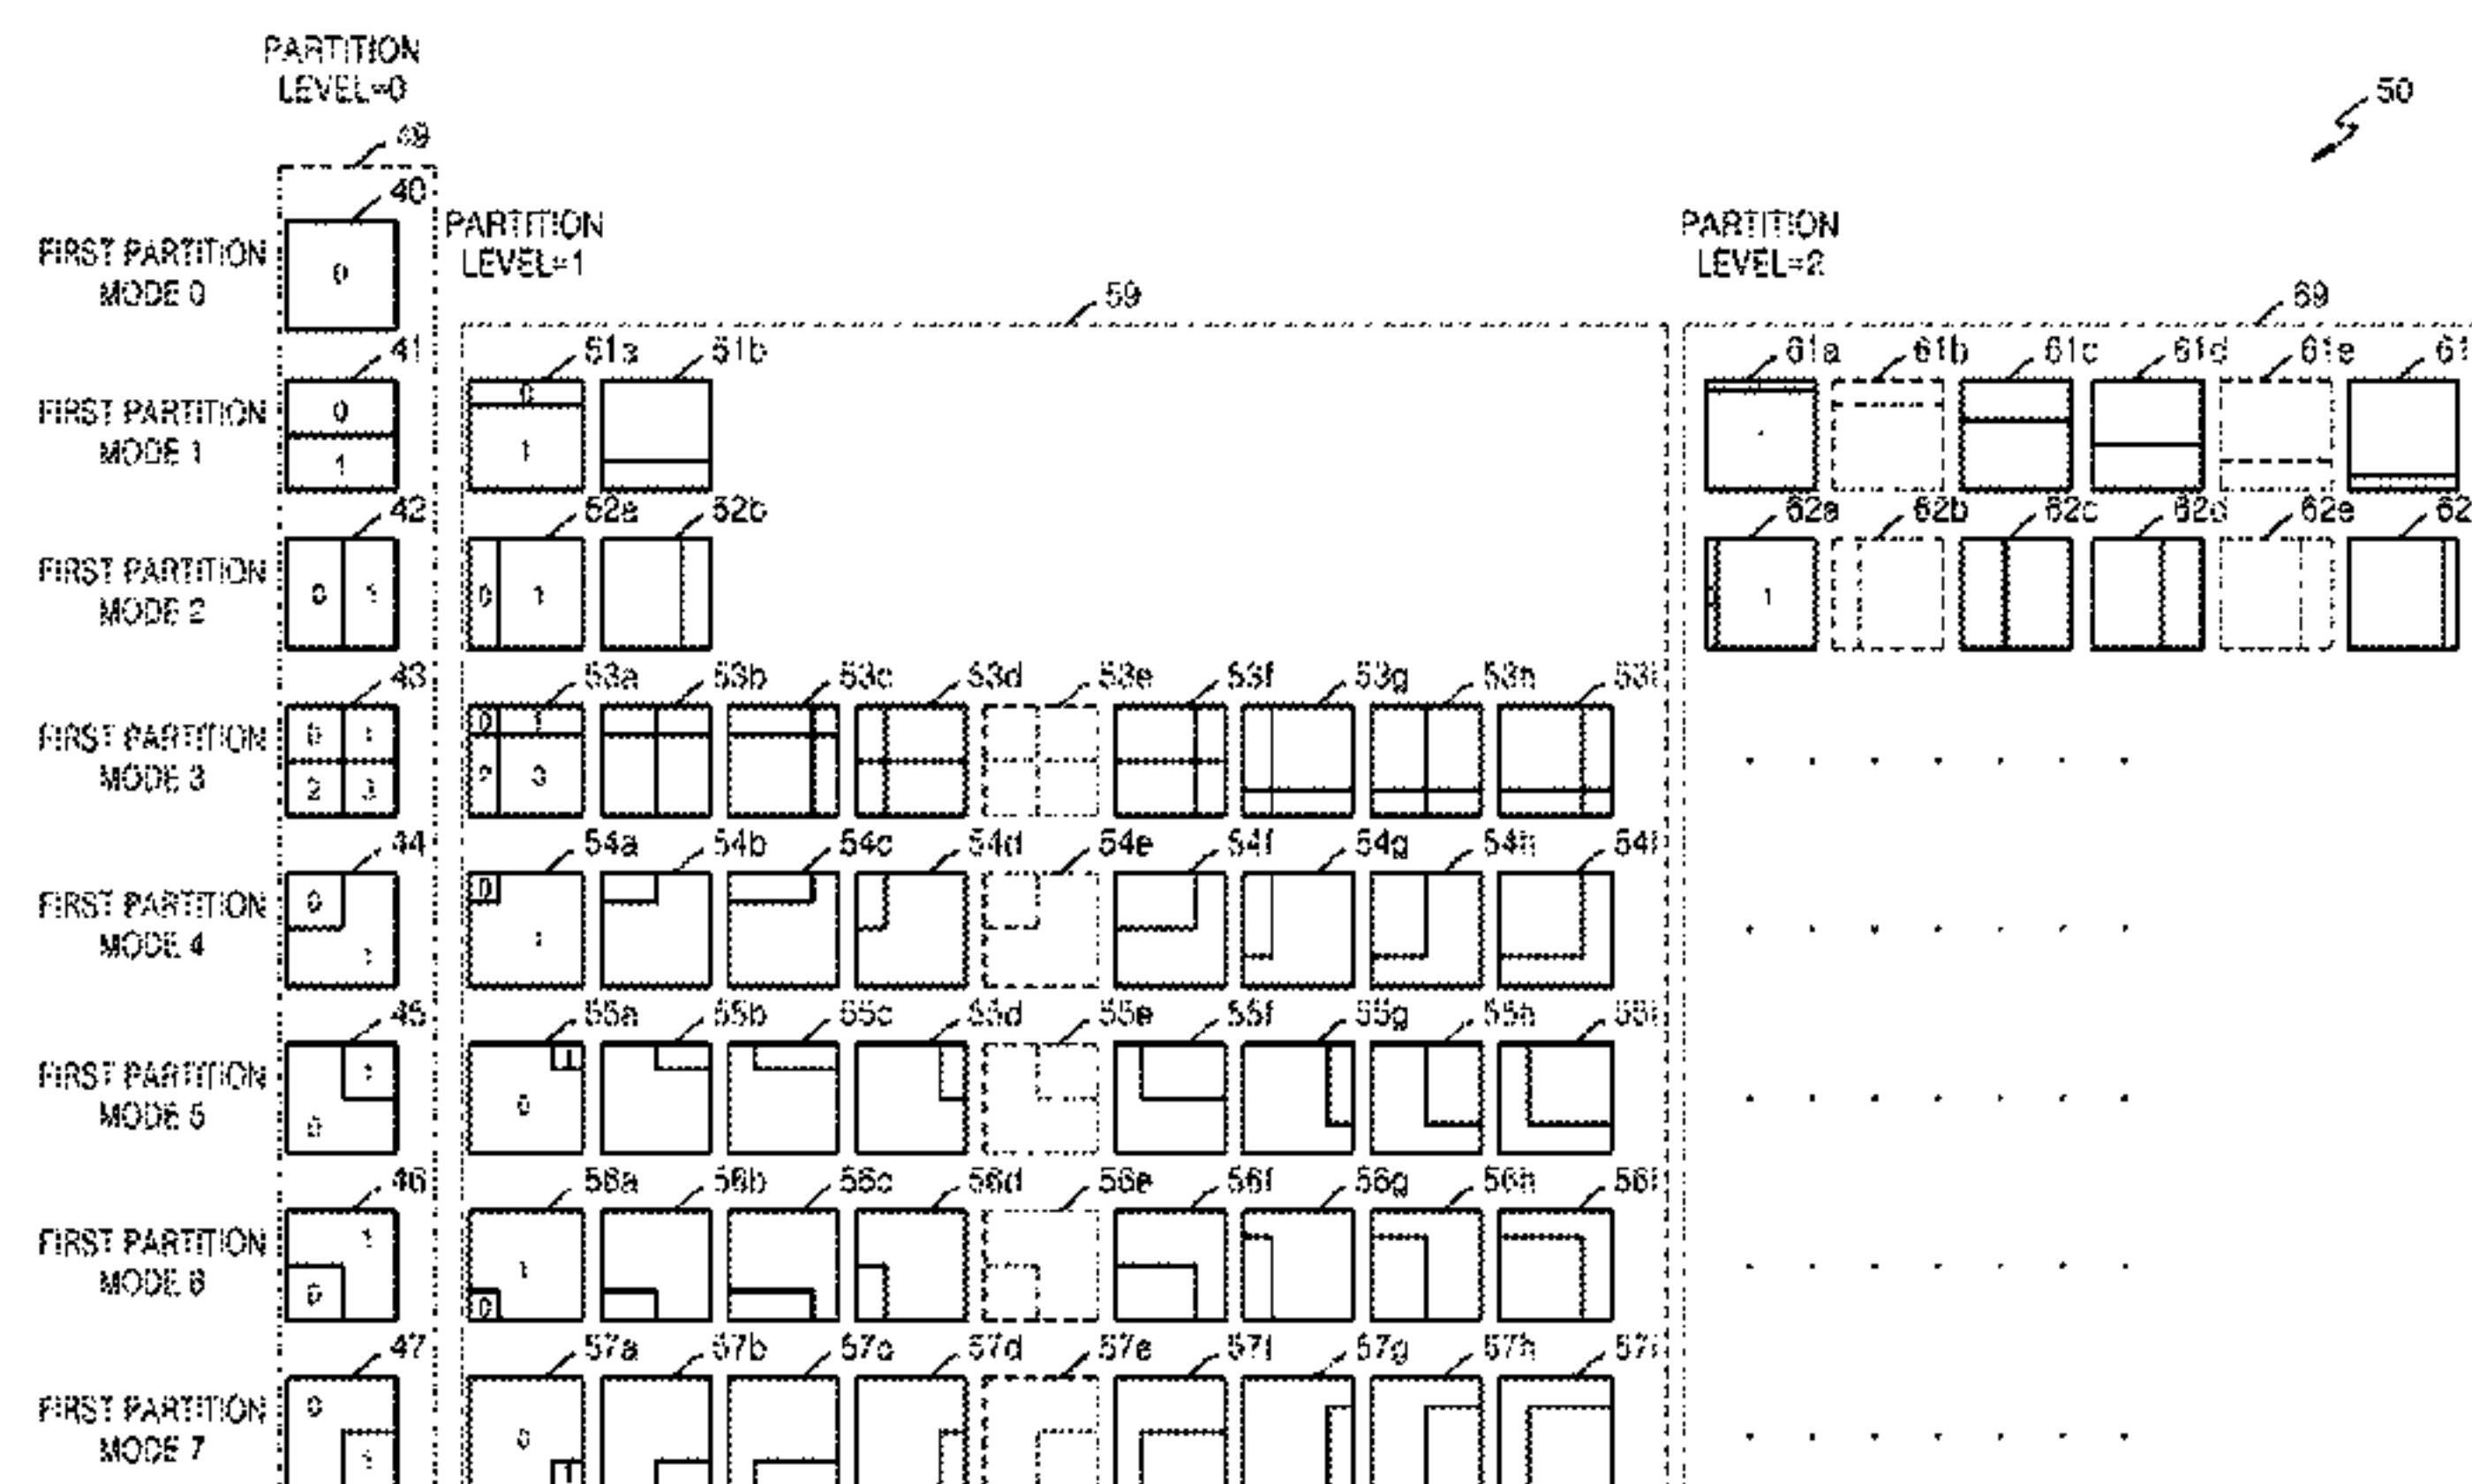 PARTITION
LEVEL=0
50
49
40
PARTITION
LEVEL=1
PARTITION
LEVEL=2
FIRST PARTITION
MODE 0
0
59
69
41 51a 51b 61a 61b 61c 61d 61e 61
FIRST PARTITION
MODE 1
0
1
0
1
42 52a 52b 62a 62b 62c 62d 62e 62
FIRST PARTITION
MODE 2
0 1 0 1 1
43 53a 53b 53c 53d 53e 53f 53g 53h 53i
FIRST PARTITION
MODE 3
0 1 0 1
2 3 2 3
44 54a 54b 54c 54d 54e 54f 54g 54h 54i
FIRST PARTITION
MODE 4
0 0
1 1
45 55a 55b 55c 55d 55e 55f 55g 55h 55i
FIRST PARTITION
MODE 5
1 1
0 0
46 56a 56b 56c 56d 56e 56f 56g 56h 56i
FIRST PARTITION
MODE 6
1 1
0 0
47 57a 57b 57c 57d 57e 57f 57g 57h 57i
FIRST PARTITION
MODE 7
0 0
1 1